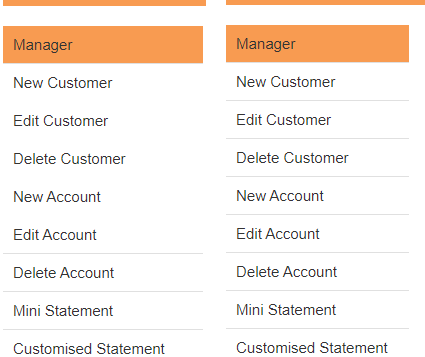 Manager
New Customer
Edit Customer
Delete Customer
New Account
Edit Account
Delete Account
Mini Statement
Customised Statement
Manager
New Customer
Edit Customer
Delete Customer
New Account
Edit Account
Delete Account
Mini Statement
Customised Statement